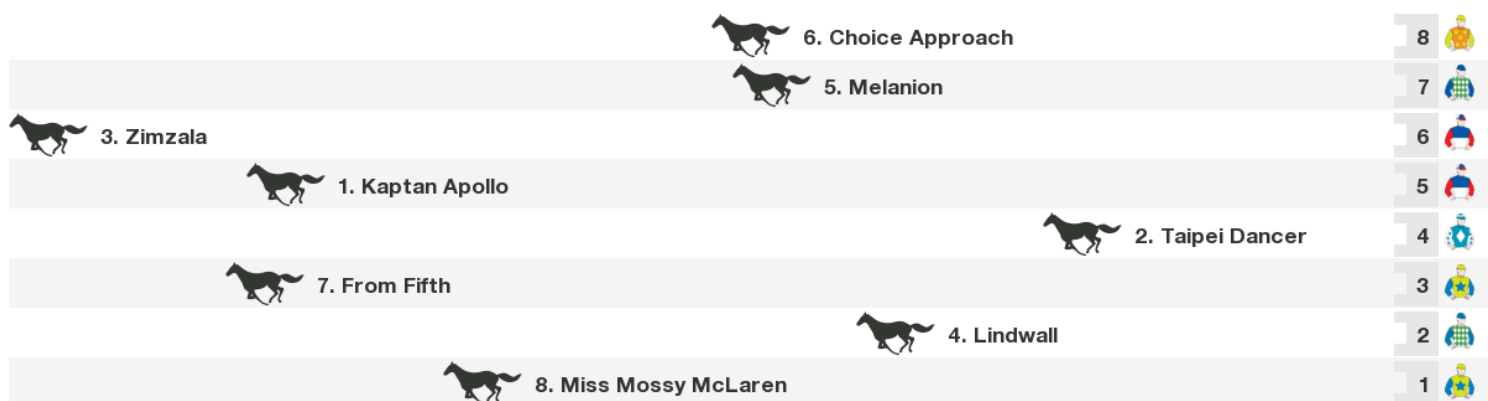 6. Choice Approach 8
5. Melanion 7
3. Zimzala 6
1. Kaptan Apollo 5
2. Taipei Dancer 4
7. From Fifth 3
4. Lindwall 2
8. Miss Mossy McLaren 1